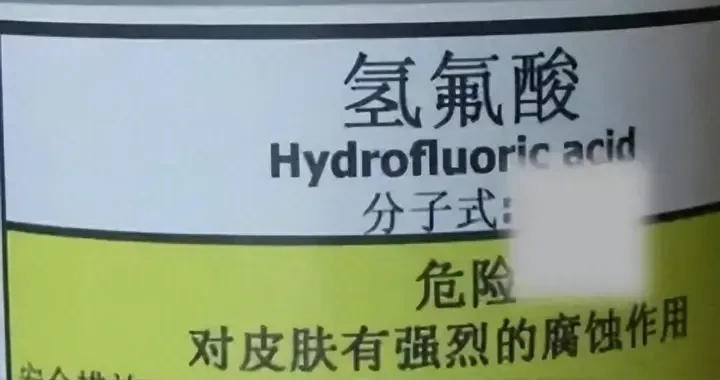 氢氟酸
Hydrofluoric acid
分子式:
危险
对皮肤有强烈的腐蚀作用